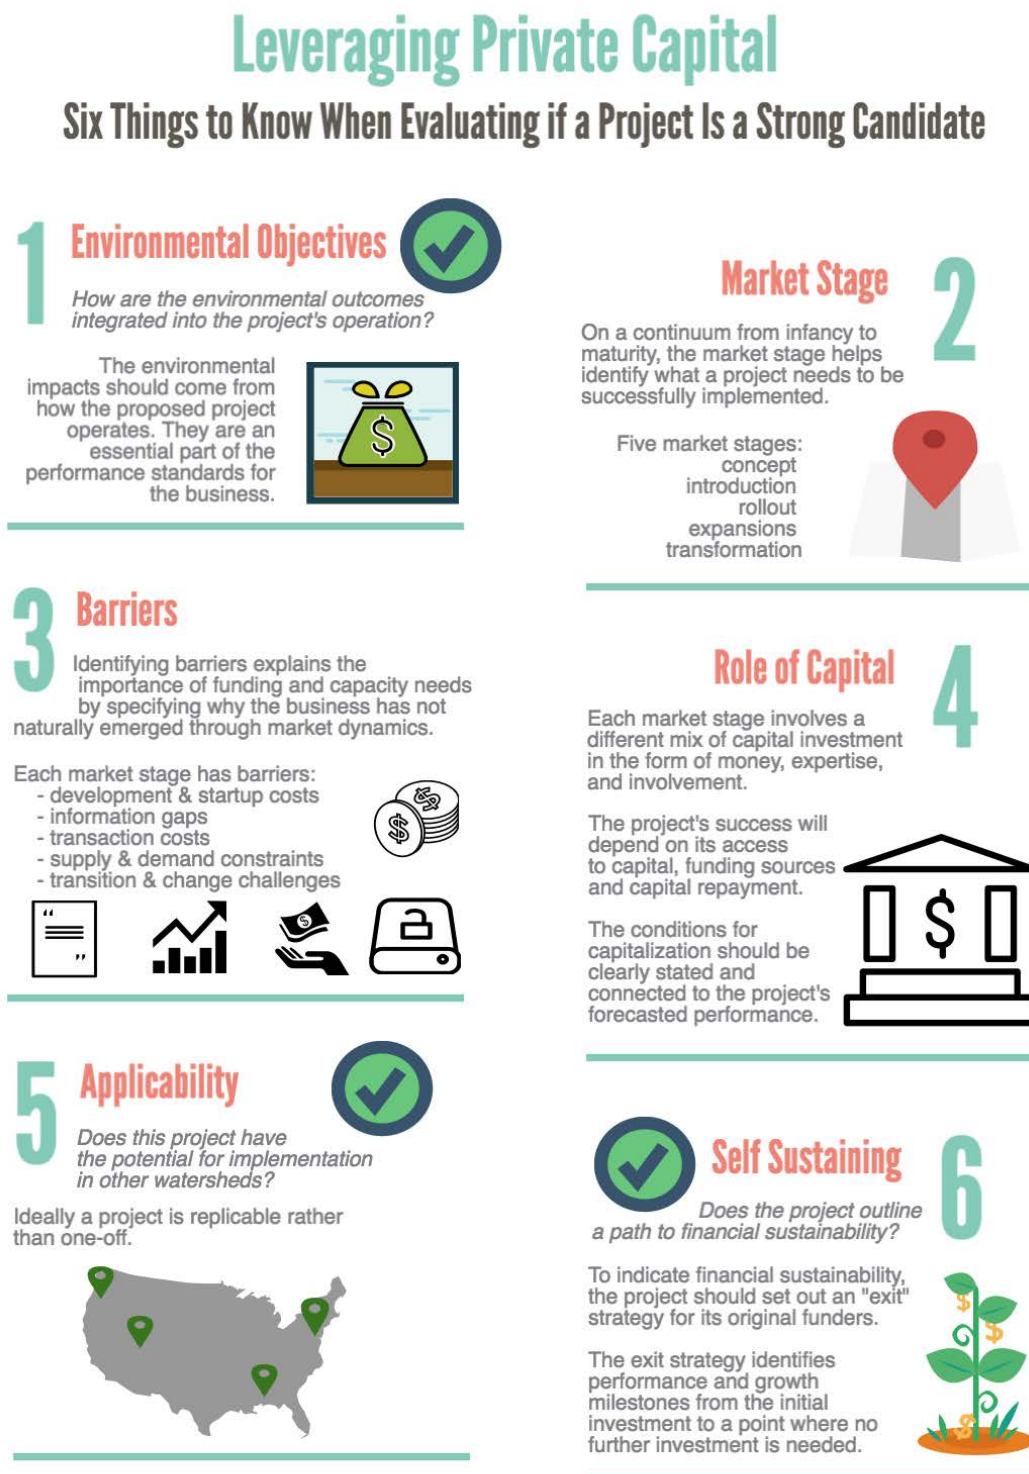 Leveraging Private Capital
Six Things to Know When Evaluating if a Project Is a Strong Candidate
1
Environmental Objectives
How are the environmental outcomes
integrated into the project's operation?
The environmental
impacts should come from
how the proposed project
operates. They are an
essential part of the
performance standards for
the business.
$
2
Market Stage
On a continuum from infancy to
maturity, the market stage helps
identify what a project needs to be
successfully implemented.
Five market stages:
concept
introduction
rollout
expansions
transformation
3
Barriers
Identifying barriers explains the
importance of funding and capacity needs
by specifying why the business has not
naturally emerged through market dynamics.
Each market stage has barriers:
- development & startup costs
- information gaps
- transaction costs
- supply & demand constraints
- transition & change challenges
$
$
$
4
Role of Capital
Each market stage involves a
different mix of capital investment
in the form of money, expertise,
and involvement.
The project's success will
depend on its access
to capital, funding sources
and capital repayment.
The conditions for
capitalization should be
clearly stated and
connected to the project's
forecasted performance.
$
5
Applicability
Does this project have
the potential for implementation
in other watersheds?
Ideally a project is replicable rather
than one-off.
6
Self Sustaining
Does the project outline
a path to financial sustainability?
To indicate financial sustainability,
the project should set out an "exit"
strategy for its original funders.
The exit strategy identifies
performance and growth
milestones from the initial
investment to a point where no
further investment is needed.
$
$
$